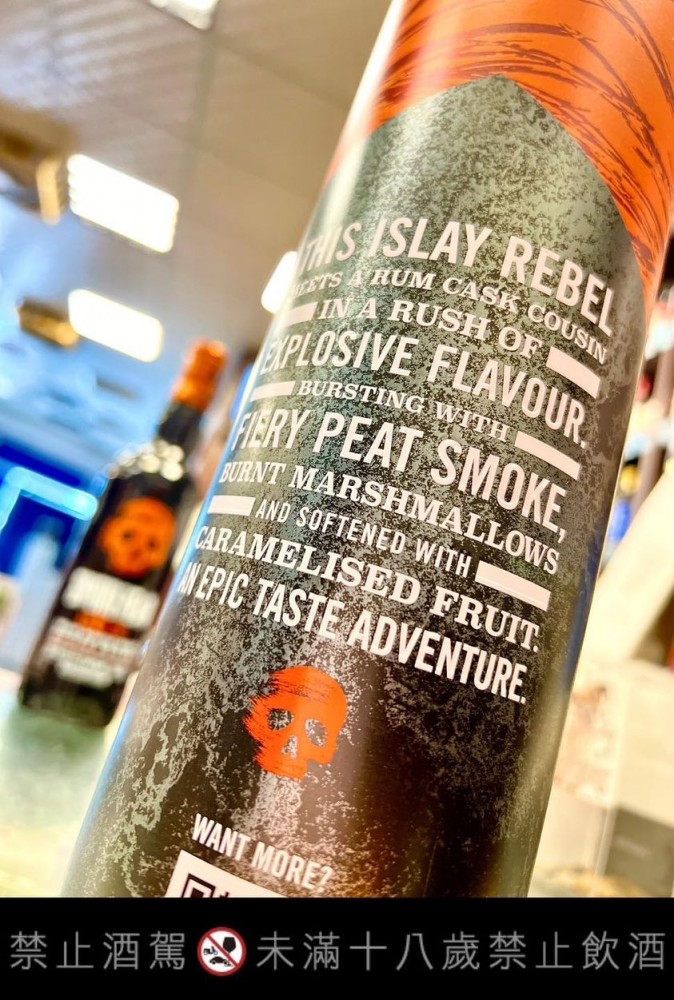 THIS ISLAY REBEL
MEETS A RUM CASK COUSIN
IN A RUSH OF
EXPLOSIVE FLAVOUR.
BURSTING WITH
FIERY PEAT SMOKE,
BURNT MARSHMALLOWS
AND SOFTENED WITH
CARAMELISED FRUIT.
AN EPIC TASTE ADVENTURE.
WANT MORE?
禁止酒駕 未滿十八歲禁止飲酒